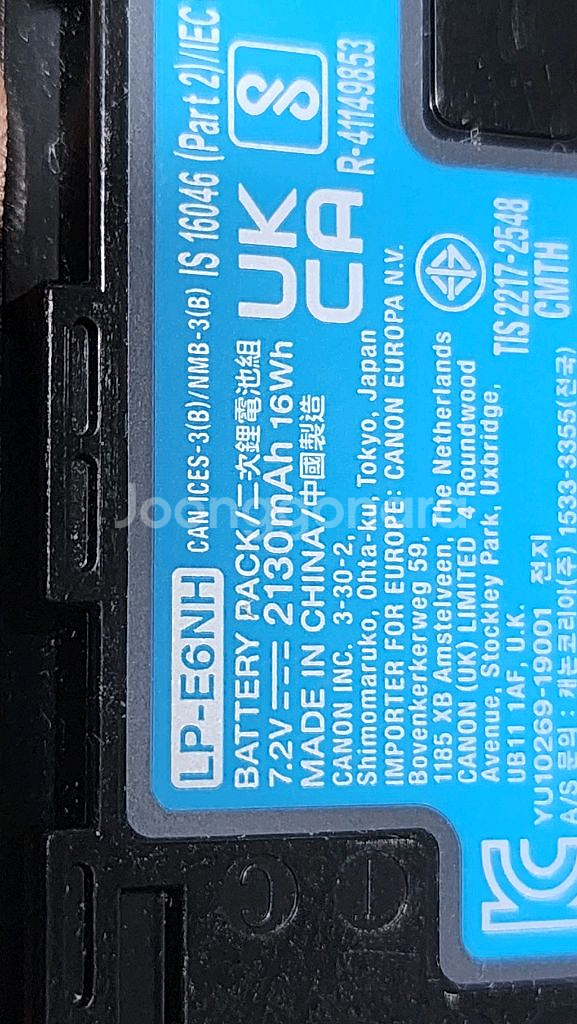 LP-E6NH CAN ICES-3(B)/NMB-3(B) IS 16046 (Part 2)/IEC
BATTERY PACK/二次鋰電池組
7.2V 2130mAh 16Wh
MADE IN CHINA/中國製造
UK
CA
R-41149853
CANON INC. 3-30-2,
Shimomaruko, Ohta-ku, Tokyo, Japan
IMPORTER FOR EUROPE: CANON EUROPA N.V.
Bovenkerkerweg 59,
1185 XB Amstelveen, The Netherlands
CANON (UK) LIMITED 4 Roundwood
Avenue, Stockley Park, Uxbridge,
UB11 1AF, U.K.
TIS 2217-2548
CMTH
YU10269-19001 전지
A/S 문의 : 캐논코리아(주) 1533-3355(전국)
Joonggonara